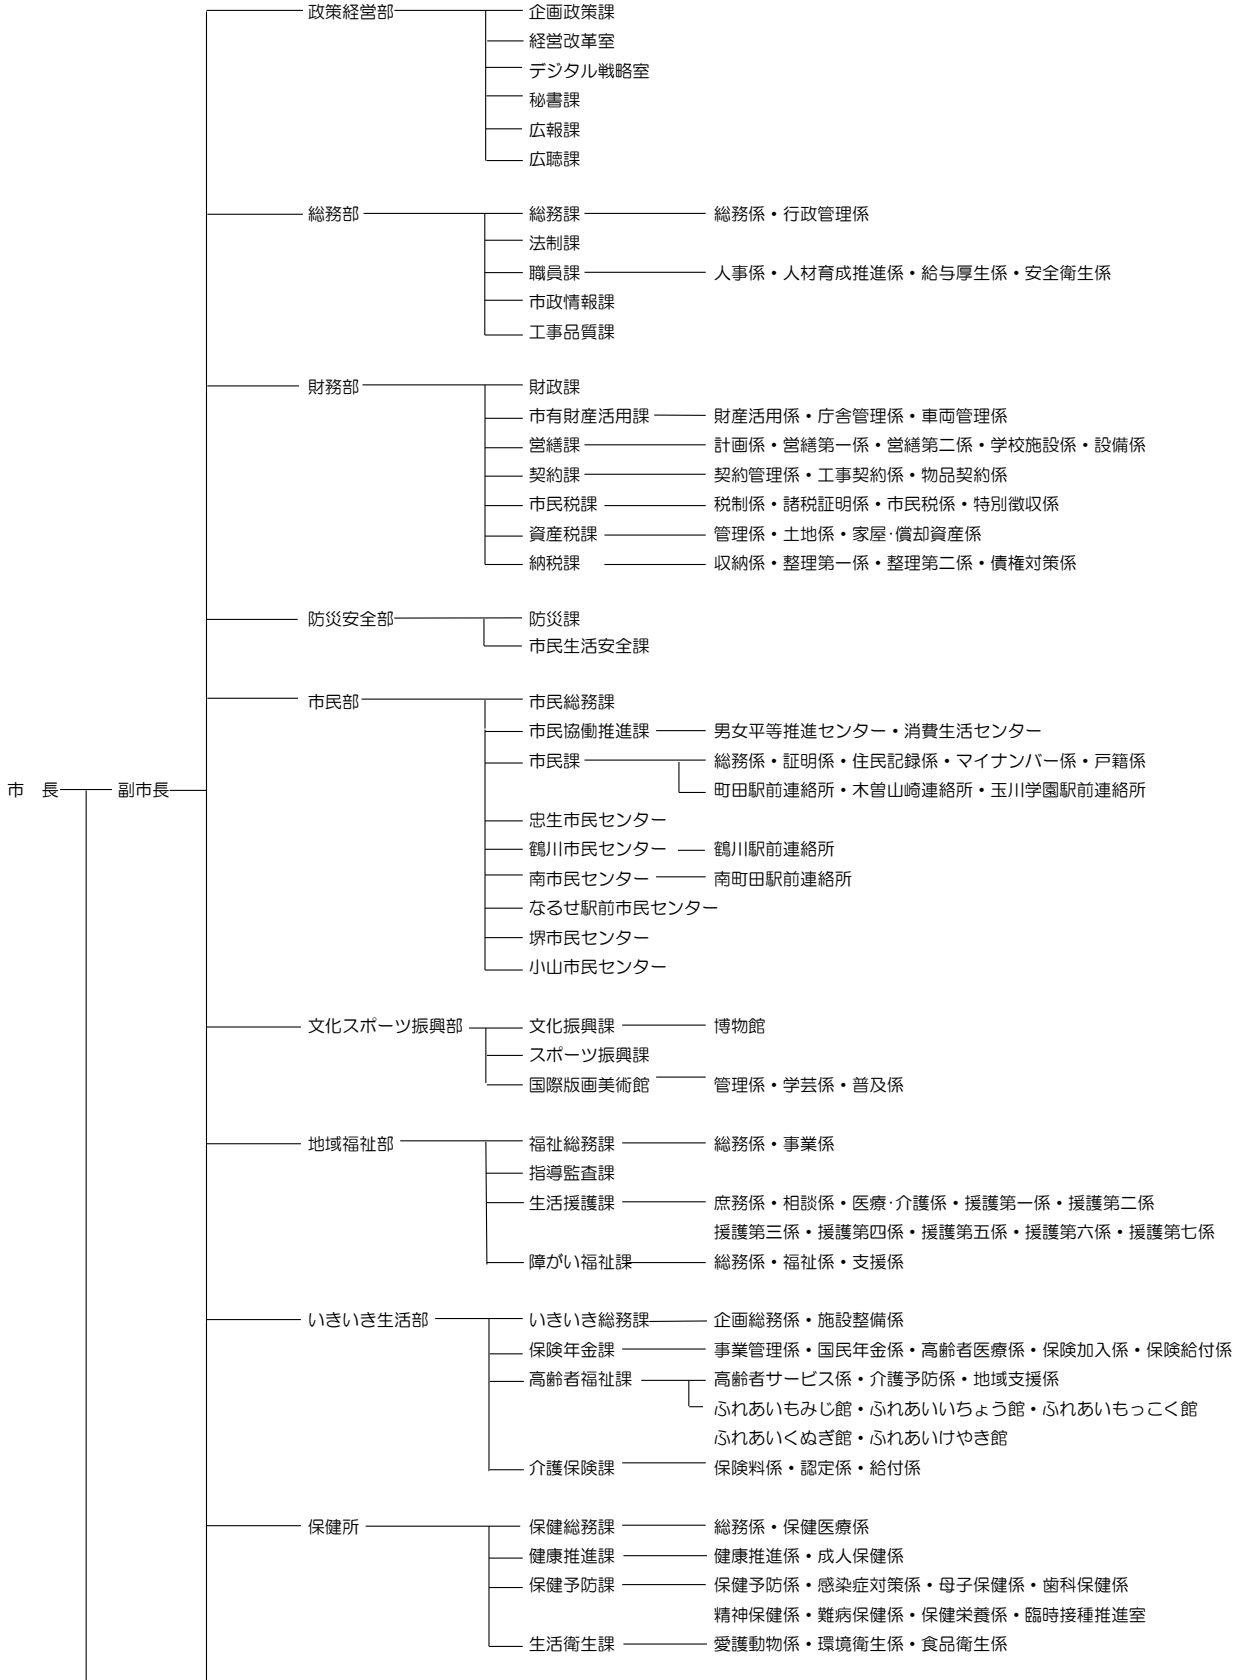 政策経営部 企画政策課
経営改革室
デジタル戦略室
秘書課
広報課
広聴課
総務部 総務課 総務係・行政管理係
法制課
職員課 人事係・人材育成推進係・給与厚生係・安全衛生係
市政情報課
工事品質課
財務部 財政課
市有財産活用課 財産活用係・庁舎管理係・車両管理係
営繕課 計画係・営繕第一係・営繕第二係・学校施設係・設備係
契約課 契約管理係・工事契約係・物品契約係
市民税課 税制係・諸税証明係・市民税係・特別徴収係
資産税課 管理係・土地係・家屋·償却資産係
納税課 収納係・整理第一係・整理第二係・債権対策係
防災安全部 防災課
市民生活安全課
市民部 市民総務課
市民協働推進課 男女平等推進センター・消費生活センター
市民課 総務係・証明係・住民記録係・マイナンバー係・戸籍係
市 長 副市長 町田駅前連絡所・木曽山崎連絡所・玉川学園駅前連絡所
忠生市民センター
鶴川市民センター 鶴川駅前連絡所
南市民センター 南町田駅前連絡所
なるせ駅前市民センター
堺市民センター
小山市民センター
文化スポーツ振興部 文化振興課 博物館
スポーツ振興課
国際版画美術館 管理係・学芸係・普及係
地域福祉部 福祉総務課 総務係・事業係
指導監査課
生活援護課 庶務係・相談係・医療·介護係・援護第一係・援護第二係
援護第三係・援護第四係・援護第五係・援護第六係・援護第七係
障がい福祉課 総務係・福祉係・支援係
いきいき生活部 いきいき総務課 企画総務係・施設整備係
保険年金課 事業管理係・国民年金係・高齢者医療係・保険加入係・保険給付係
高齢者福祉課 高齢者サービス係・介護予防係・地域支援係
ふれあいもみじ館・ふれあいいちょう館・ふれあいもっこく館
ふれあいくぬぎ館・ふれあいけやき館
介護保険課 保険料係・認定係・給付係
保健所 保健総務課 総務係・保健医療係
健康推進課 健康推進係・成人保健係
保健予防課 保健予防係・感染症対策係・母子保健係・歯科保健係
精神保健係・難病保健係・保健栄養係・臨時接種推進室
生活衛生課 愛護動物係・環境衛生係・食品衛生係